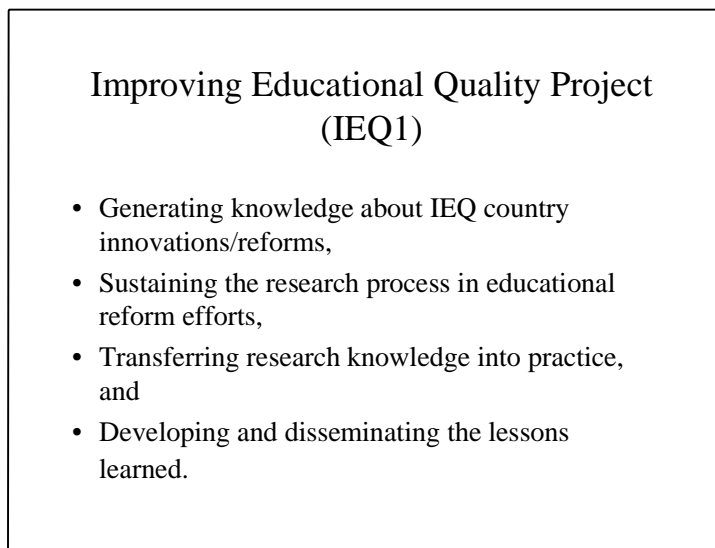 Improving Educational Quality Project
(IEQ1)
• Generating knowledge about IEQ country
innovations/reforms,
• Sustaining the research process in educational
reform efforts,
• Transferring research knowledge into practice,
and
• Developing and disseminating the lessons
learned.